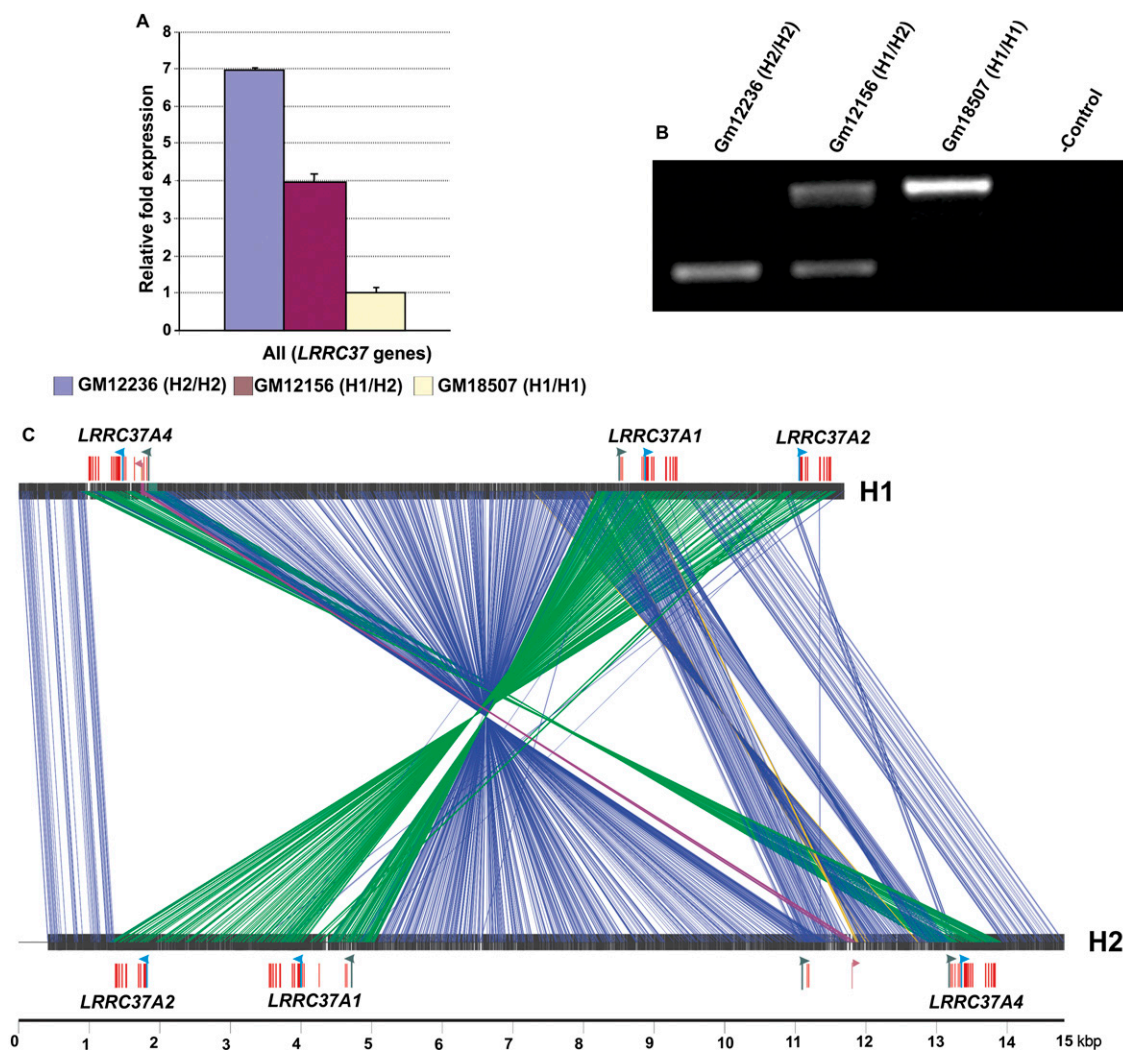 A
8
7
6
5
4
3
2
1
0
Relative fold expression
All (LRRC37 genes)
GM12236 (H2/H2) GM12156 (H1/H2) GM18507 (H1/H1)
B
Gm12236 (H2/H2)
Gm12156 (H1/H2)
Gm18507 (H1/H1)
-Control
C
LRRC37A4 LRRC37A1 LRRC37A2
H1
H2
LRRC37A2 LRRC37A1 LRRC37A4
0 1 2 3 4 5 6 7 8 9 10 11 12 13 14 15 kbp